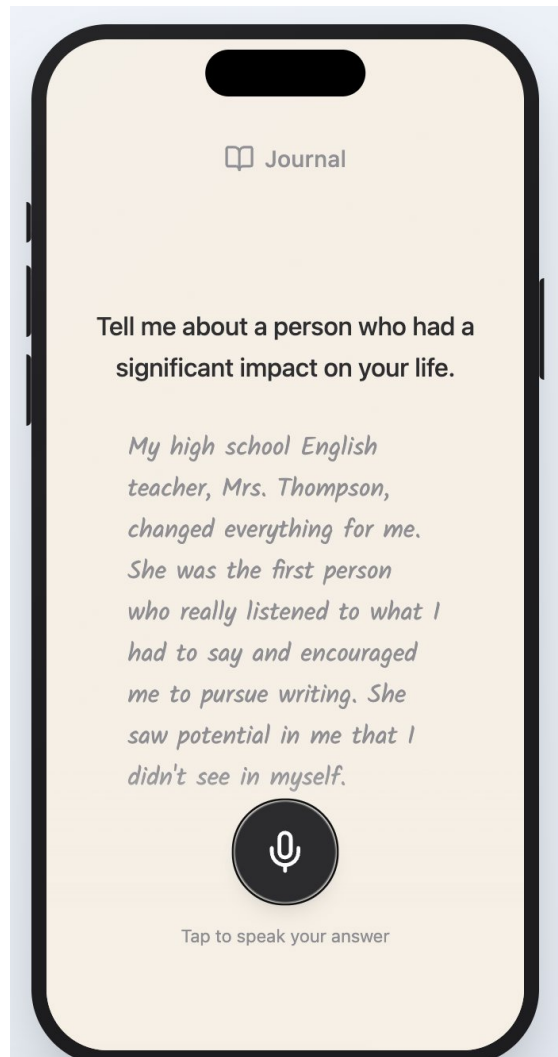 Journal
Tell me about a person who had a
significant impact on your life.
My high school English
teacher, Mrs. Thompson,
changed everything for me.
She was the first person
who really listened to what I
had to say and encouraged
me to pursue writing. She
saw potential in me that I
didn't see in myself.
Tap to speak your answer